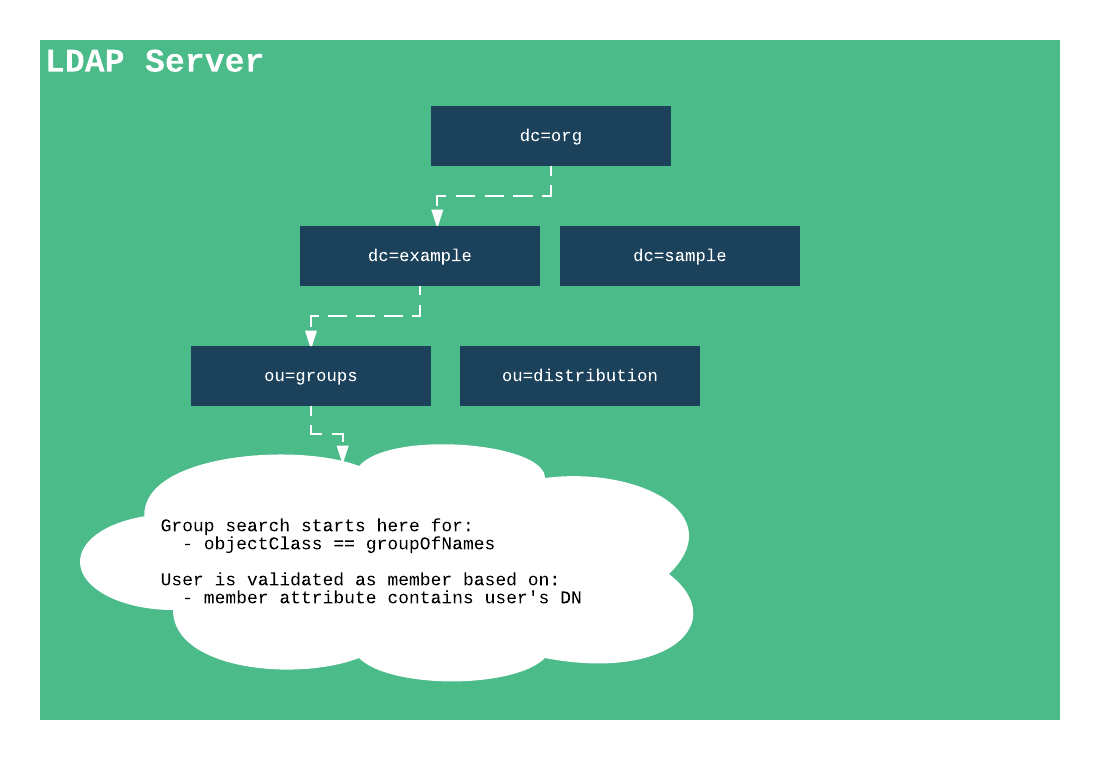 LDAP Server
dc=org
dc=example
dc=sample
ou=groups
ou=distribution
Group search starts here for:
- objectClass == groupOfNames
User is validated as member based on:
- member attribute contains user's DN